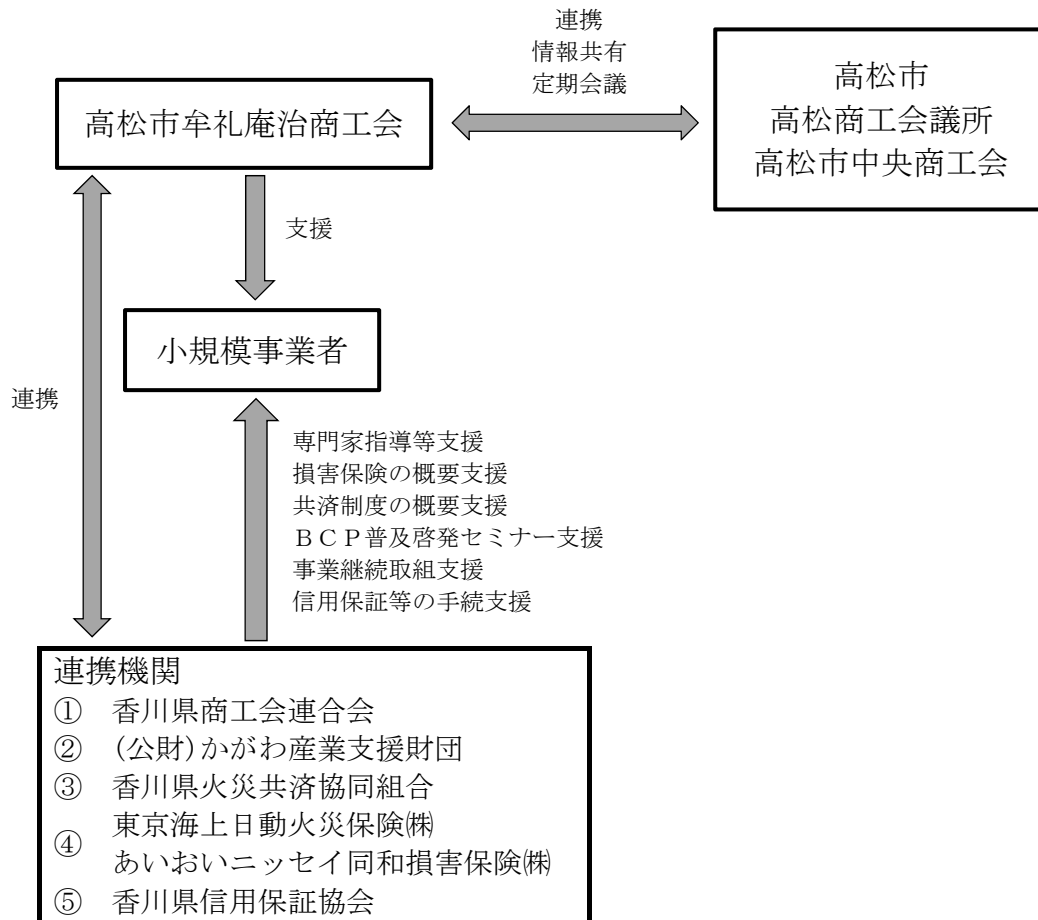 連携
情報共有
定期会議
高松市
高松商工会議所
高松市中央商工会
高松市牟礼庵治商工会
支援
小規模事業者
連携
専門家指導等支援
損害保険の概要支援
共済制度の概要支援
ＢＣＰ普及啓発セミナー支援
事業継続取組支援
信用保証等の手続支援
連携機関
①　香川県商工会連合会
②　(公財)かがわ産業支援財団
③　香川県火災共済協同組合
④　東京海上日動火災保険㈱
あいおいニッセイ同和損害保険㈱
⑤　香川県信用保証協会